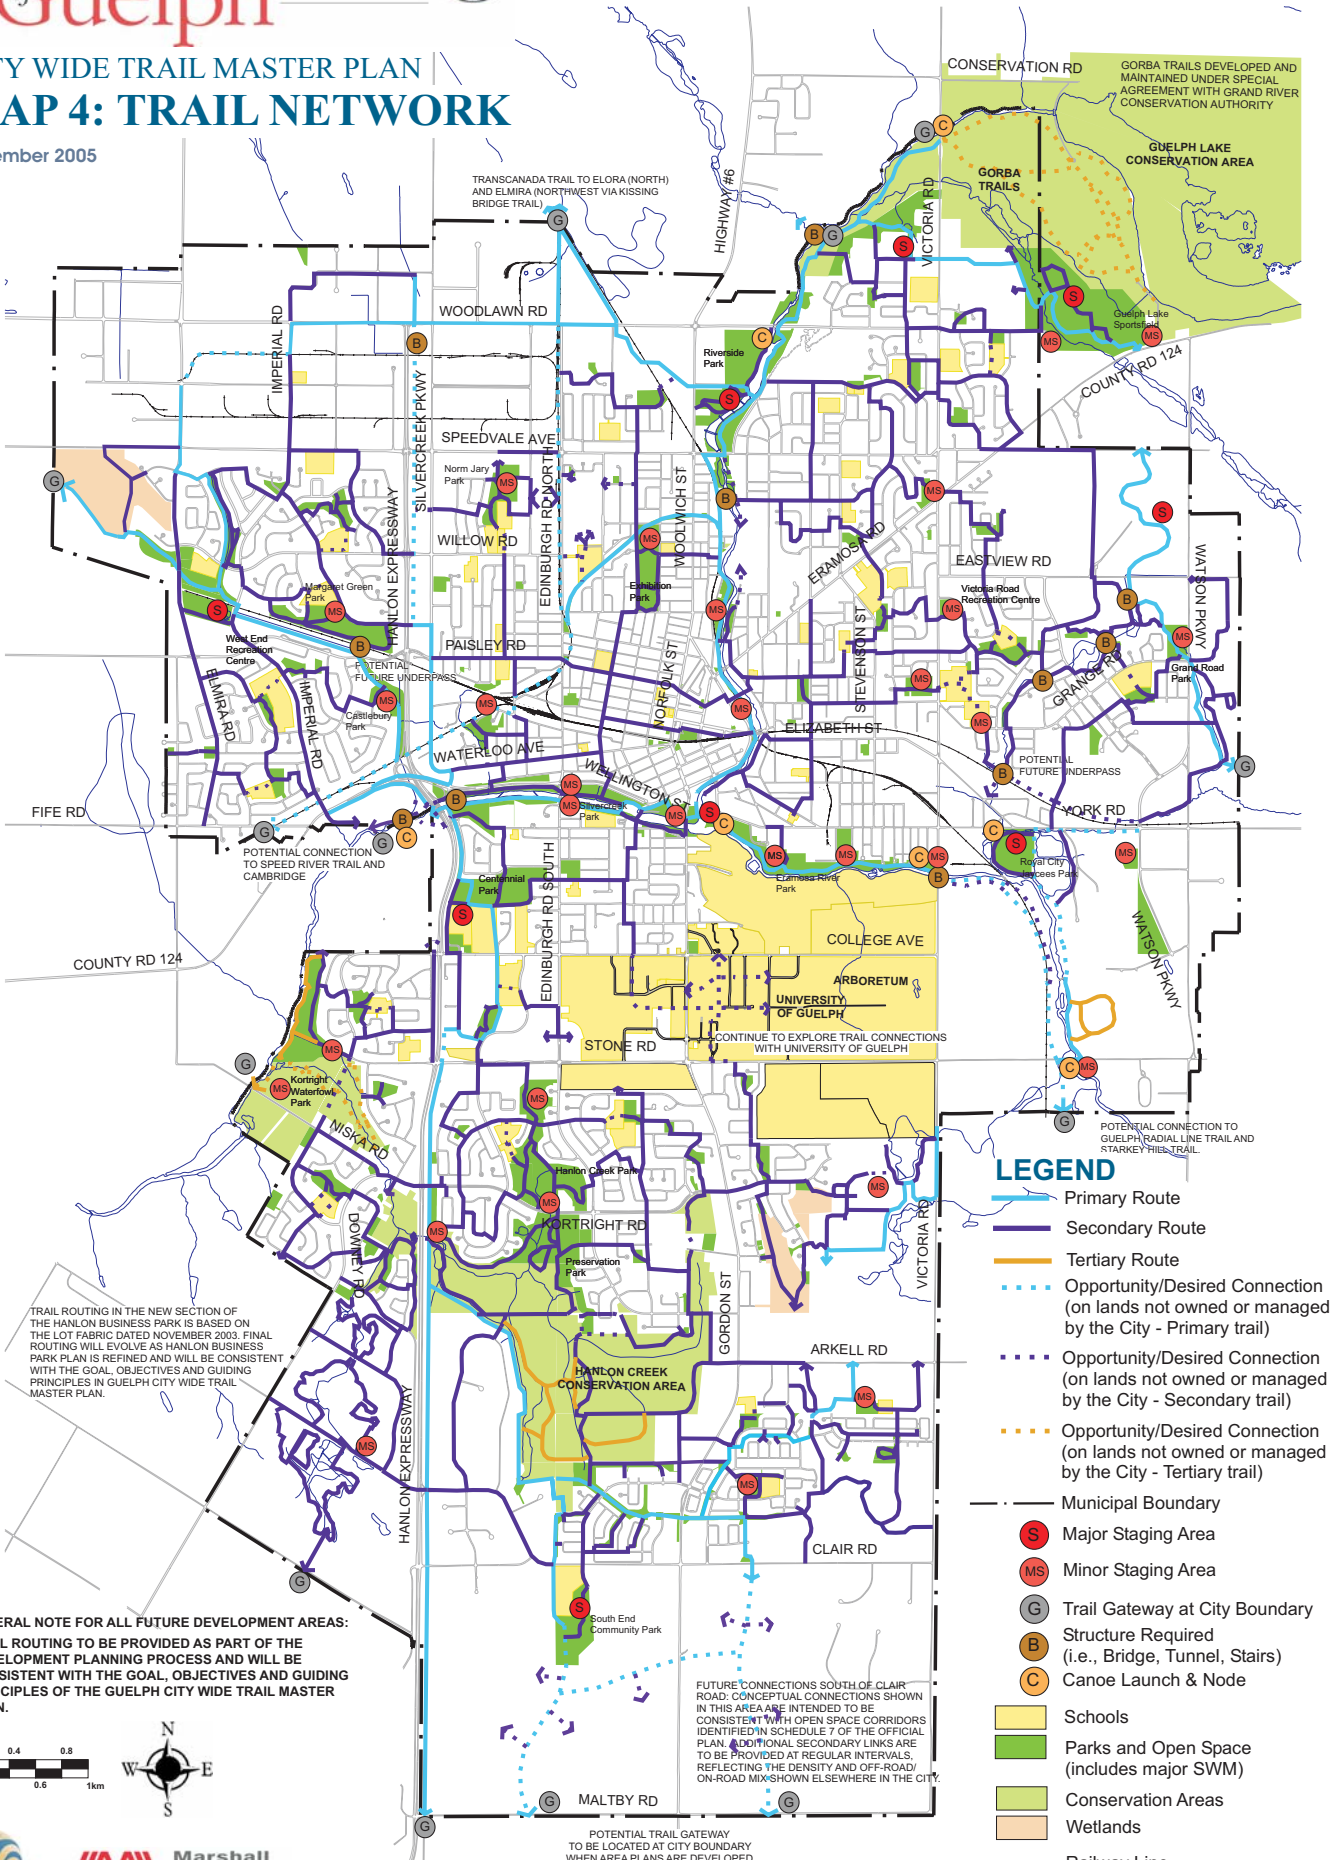 Guelph
TY WIDE TRAIL MASTER PLAN
AP 4: TRAIL NETWORK
ember 2005
CONSERVATION RD
GORBA TRAILS DEVELOPED AND
MAINTAINED UNDER SPECIAL
AGREEMENT WITH GRAND RIVER
CONSERVATION AUTHORITY
GUELPH LAKE
CONSERVATION AREA
GORBA
TRAILS
TRANSCANADA TRAIL TO ELORA (NORTH)
AND ELMIRA (NORTHWEST VIA KISSING
BRIDGE TRAIL)
HIGHWAY #6
VICTORIA RD
WOODLAWN RD
IMPERIAL RD
SILVERCREEK PKWY
Riverside
Park
Guelph Lake
Sportsfield
COUNTY RD 124
SPEEDVALE AVE
Norm Jary
Park
EDINBURGH RD NORTH
WOOLWICH ST
HANLON EXPRESSWAY
WILLOW RD
ERAMOSA RD
EASTVIEW RD
WATSON PKWY
Margaret Green
Park
Exhibition
Park
Victoria Road
Recreation Centre
STEVENSON ST
West End
Recreation
Centre
PAISLEY RD
POTENTIAL
FUTURE UNDERPASS
NORFOLK ST
GRANGE RD
Grand Road
Park
ELMIRA RD
IMPERIAL RD
Castlebury
Park
ELIZABETH ST
WATERLOO AVE
WELLINGTON ST
POTENTIAL
FUTURE UNDERPASS
YORK RD
FIFE RD
Silvercreek
Park
POTENTIAL CONNECTION
TO SPEED RIVER TRAIL AND
CAMBRIDGE
Centennial
Park
Eramosa River
Park
Royal City
Jaycees Park
EDINBURGH RD SOUTH
COLLEGE AVE
WATSON PKWY
COUNTY RD 124
ARBORETUM
UNIVERSITY
OF GUELPH
STONE RD
CONTINUE TO EXPLORE TRAIL CONNECTIONS
WITH UNIVERSITY OF GUELPH
Kortright
Waterfowl
Park
NISKA RD
POTENTIAL CONNECTION TO
GUELPH RADIAL LINE TRAIL AND
STARKEY HILL TRAIL.
Hanlon Creek Park
KORTRIGHT RD
DOWNEY RD
Preservation
Park
VICTORIA RD
GORDON ST
TRAIL ROUTING IN THE NEW SECTION OF
THE HANLON BUSINESS PARK IS BASED ON
THE LOT FABRIC DATED NOVEMBER 2003. FINAL
ROUTING WILL EVOLVE AS HANLON BUSINESS
PARK PLAN IS REFINED AND WILL BE CONSISTENT
WITH THE GOAL, OBJECTIVES AND GUIDING
PRINCIPLES IN GUELPH CITY WIDE TRAIL
MASTER PLAN.
ARKELL RD
HANLON CREEK
CONSERVATION AREA
HANLON EXPRESSWAY
CLAIR RD
South End
Community Park
ERAL NOTE FOR ALL FUTURE DEVELOPMENT AREAS:
L ROUTING TO BE PROVIDED AS PART OF THE
ELOPMENT PLANNING PROCESS AND WILL BE
SISTENT WITH THE GOAL, OBJECTIVES AND GUIDING
CIPLES OF THE GUELPH CITY WIDE TRAIL MASTER
N.
FUTURE CONNECTIONS SOUTH OF CLAIR
ROAD: CONCEPTUAL CONNECTIONS SHOWN
IN THIS AREA ARE INTENDED TO BE
CONSISTENT WITH OPEN SPACE CORRIDORS
IDENTIFIED IN SCHEDULE 7 OF THE OFFICIAL
PLAN. ADDITIONAL SECONDARY LINKS ARE
TO BE PROVIDED AT REGULAR INTERVALS,
REFLECTING THE DENSITY AND OFF-ROAD/
ON-ROAD MIX SHOWN ELSEWHERE IN THE CITY.
0.4 0.8
0.6 1km
N
W E
S
MALTBY RD
POTENTIAL TRAIL GATEWAY
TO BE LOCATED AT CITY BOUNDARY
WHEN AREA PLANS ARE DEVELOPED
Marshall
LEGEND
Primary Route
Secondary Route
Tertiary Route
Opportunity/Desired Connection
(on lands not owned or managed
by the City - Primary trail)
Opportunity/Desired Connection
(on lands not owned or managed
by the City - Secondary trail)
Opportunity/Desired Connection
(on lands not owned or managed
by the City - Tertiary trail)
Municipal Boundary
S Major Staging Area
MS Minor Staging Area
G Trail Gateway at City Boundary
B Structure Required
(i.e., Bridge, Tunnel, Stairs)
C Canoe Launch & Node
Schools
Parks and Open Space
(includes major SWM)
Conservation Areas
Wetlands
Railway Line